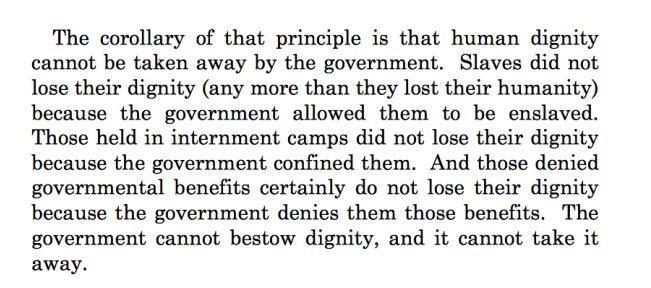 The corollary of that principle is that human dignity
cannot be taken away by the government. Slaves did not
lose their dignity (any more than they lost their humanity)
because the government allowed them to be enslaved.
Those held in internment camps did not lose their dignity
because the government confined them. And those denied
governmental benefits certainly do not lose their dignity
because the government denies them those benefits. The
government cannot bestow dignity, and it cannot take it
away.